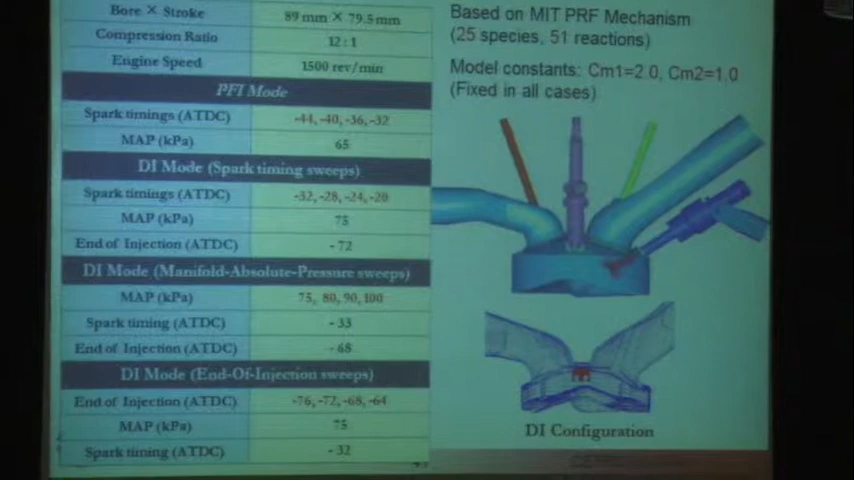 Bore × Stroke 89 mm × 79.5 mm
Compression Ratio 12 : 1
Engine Speed 1500 rev/min
PFI Mode
Spark timings (ATDC) -44, -40, -36, -32
MAP (kPa) 65
DI Mode (Spark timing sweeps)
Spark timings (ATDC) -32, -28, -24, -20
MAP (kPa) 75
End of Injection (ATDC) - 72
DI Mode (Manifold-Absolute-Pressure sweeps)
MAP (kPa) 75, 80, 90, 100
Spark timing (ATDC) - 33
End of Injection (ATDC) - 68
DI Mode (End-Of-Injection sweeps)
End of Injection (ATDC) -76, -72, -68, -64
MAP (kPa) 75
Spark timing (ATDC) - 32
Based on MIT PRF Mechanism
(25 species, 51 reactions)
Model constants: Cm1=2.0, Cm2=1.0
(Fixed in all cases)
DI Configuration